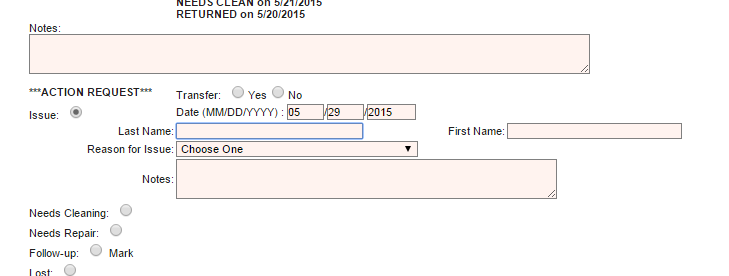 NEEDS CLEAN on 5/21/2015
RETURNED on 5/20/2015
Notes:
***ACTION REQUEST*** Transfer: Yes No
Issue: Date (MM/DD/YYYY) : 05 /29 /2015
Last Name: First Name:
Reason for Issue: Choose One
Notes:
Needs Cleaning:
Needs Repair:
Follow-up: Mark
Lost: